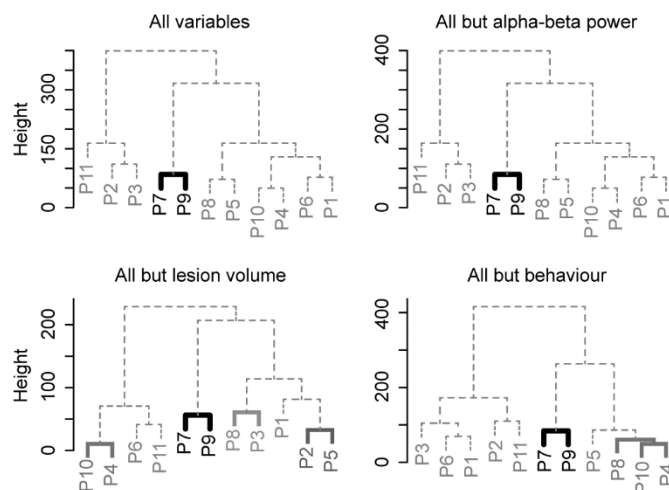 All variables
Height
0
50
150
300
P11
P2
P3
P7
P9
P8
P5
P10
P4
P6
P1
All but alpha-beta power
0
200
400
P11
P2
P3
P7
P9
P8
P5
P10
P4
P6
P1
All but lesion volume
Height
0
50
100
200
P10
P4
P6
P11
P7
P9
P8
P3
P1
P2
P5
All but behaviour
0
200
400
P3
P6
P1
P2
P11
P7
P9
P5
P8
P10
P4